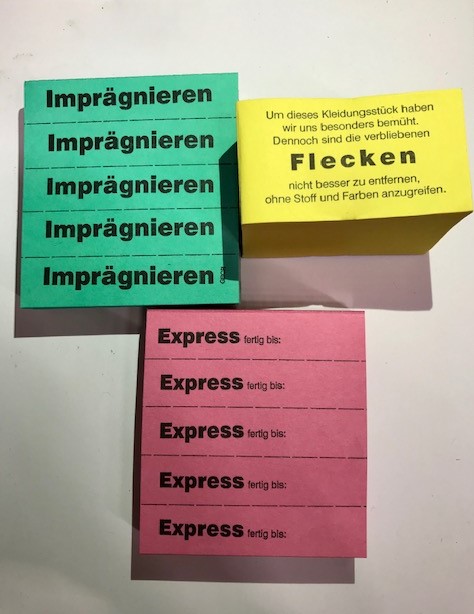 Imprägnieren
Imprägnieren
Imprägnieren
Imprägnieren
Imprägnieren
Um dieses Kleidungsstück haben
wir uns besonders bemüht.
Dennoch sind die verbliebenen
Flecken
nicht besser zu entfernen,
ohne Stoff und Farben anzugreifen.
Express fertig bis:
Express fertig bis:
Express fertig bis:
Express fertig bis:
Express fertig bis: